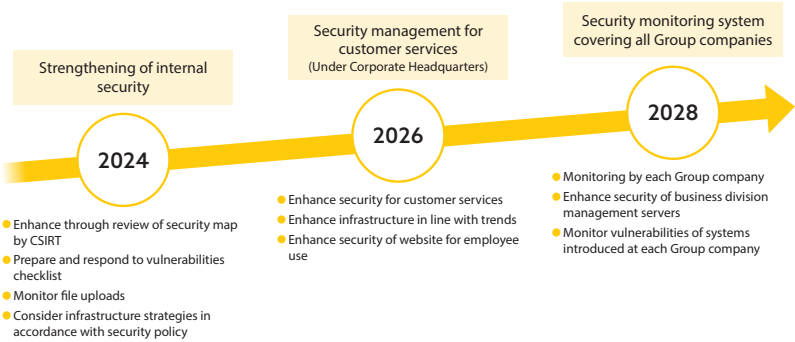 Strengthening of internal
security
2024
● Enhance through review of security map
by CSIRT
● Prepare and respond to vulnerabilities
checklist
● Monitor file uploads
● Consider infrastructure strategies in
accordance with security policy
Security management for
customer services
(Under Corporate Headquarters)
2026
● Enhance security for customer services
● Enhance infrastructure in line with trends
● Enhance security of website for employee
use
Security monitoring system
covering all Group companies
2028
● Monitoring by each Group company
● Enhance security of business division
management servers
● Monitor vulnerabilities of systems
introduced at each Group company